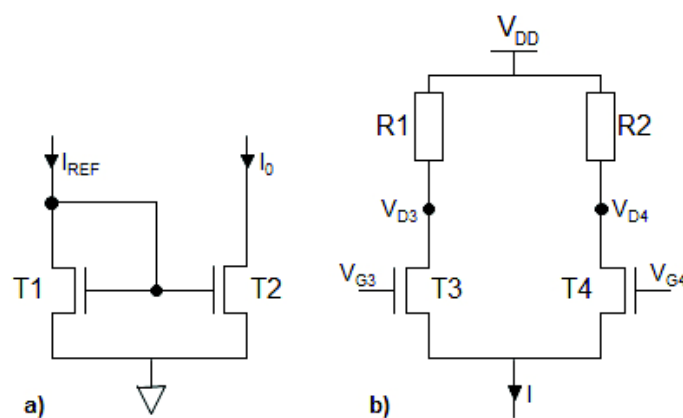 V_DD
R1
R2
I_REF
I_0
V_D3
V_D4
V_G3
V_G4
T1
T2
T3
T4
a)
b)
I